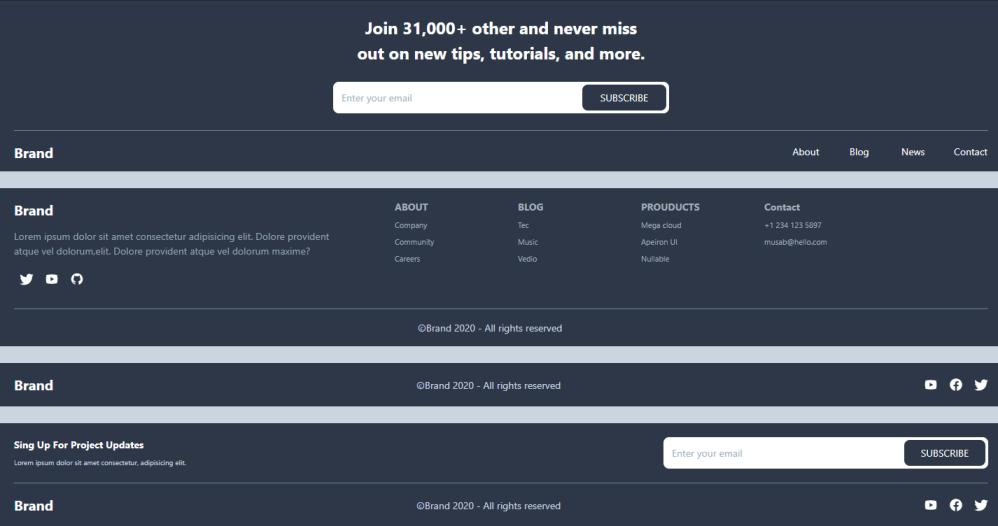 Join 31,000+ other and never miss
out on new tips, tutorials, and more.
Enter your email
SUBSCRIBE
Brand
About Blog News Contact
Brand
Lorem ipsum dolor sit amet consectetur adipisicing elit. Dolore provident
atque vel dolorum,elit. Dolore provident atque vel dolorum maxime?
ABOUT
Company
Community
Careers
BLOG
Tec
Music
Vedio
PROUDUCTS
Mega cloud
Apeiron UI
Nullable
Contact
+1 234 123 5897
musab@hello.com
©Brand 2020 - All rights reserved
Brand
©Brand 2020 - All rights reserved
Sing Up For Project Updates
Lorem ipsum dolor sit amet consectetur, adipisicing elit.
Enter your email
SUBSCRIBE
Brand
©Brand 2020 - All rights reserved